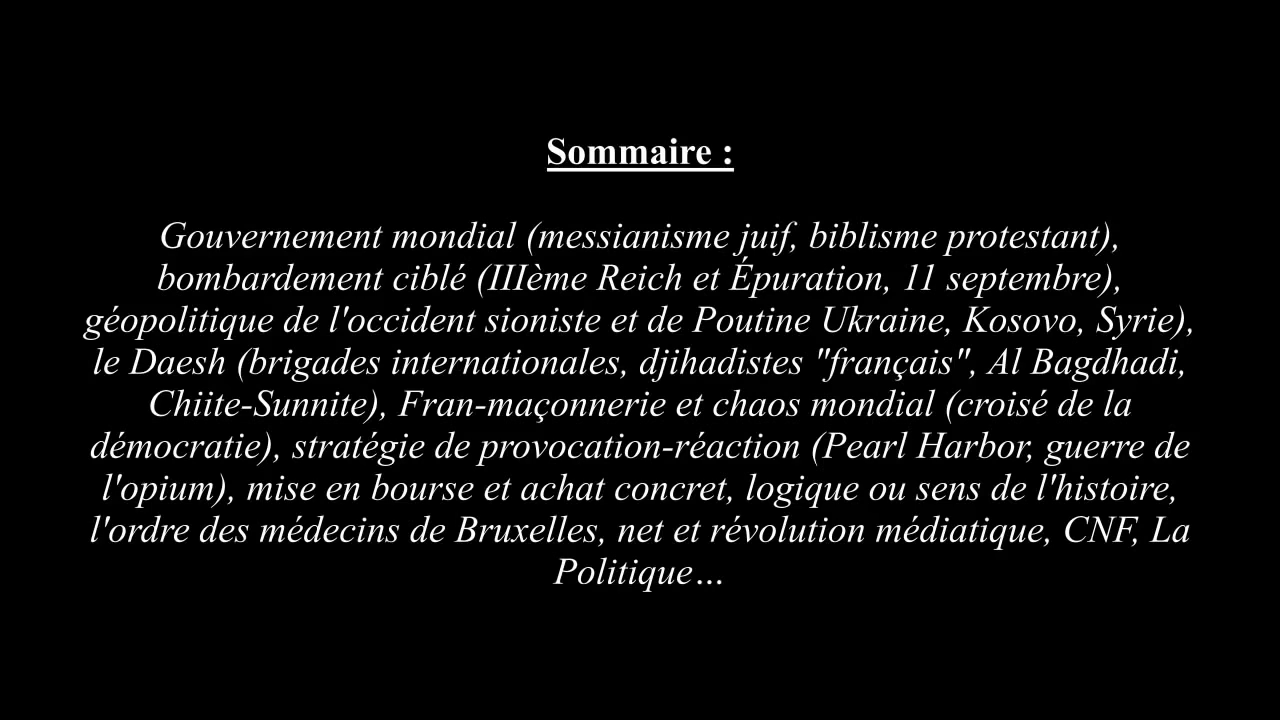 Sommaire :
Gouvernement mondial (messianisme juif, biblisme protestant),
bombardement ciblé (IIIème Reich et Épuration, 11 septembre),
géopolitique de l'occident sioniste et de Poutine Ukraine, Kosovo, Syrie),
le Daesh (brigades internationales, djihadistes "français", Al Bagdhadi,
Chiite-Sunnite), Fran-maçonnerie et chaos mondial (croisé de la
démocratie), stratégie de provocation-réaction (Pearl Harbor, guerre de
l'opium), mise en bourse et achat concret, logique ou sens de l'histoire,
l'ordre des médecins de Bruxelles, net et révolution médiatique, CNF, La
Politique…